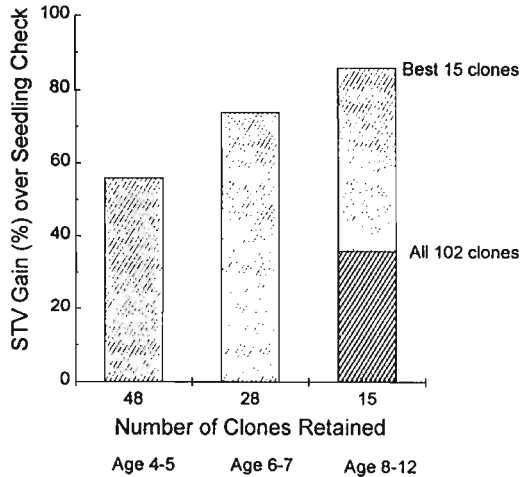 STV Gain (%) over Seedling Check
100
80
60
40
20
0
Best 15 clones
All 102 clones
48 28 15
Number of Clones Retained
Age 4-5 Age 6-7 Age 8-12